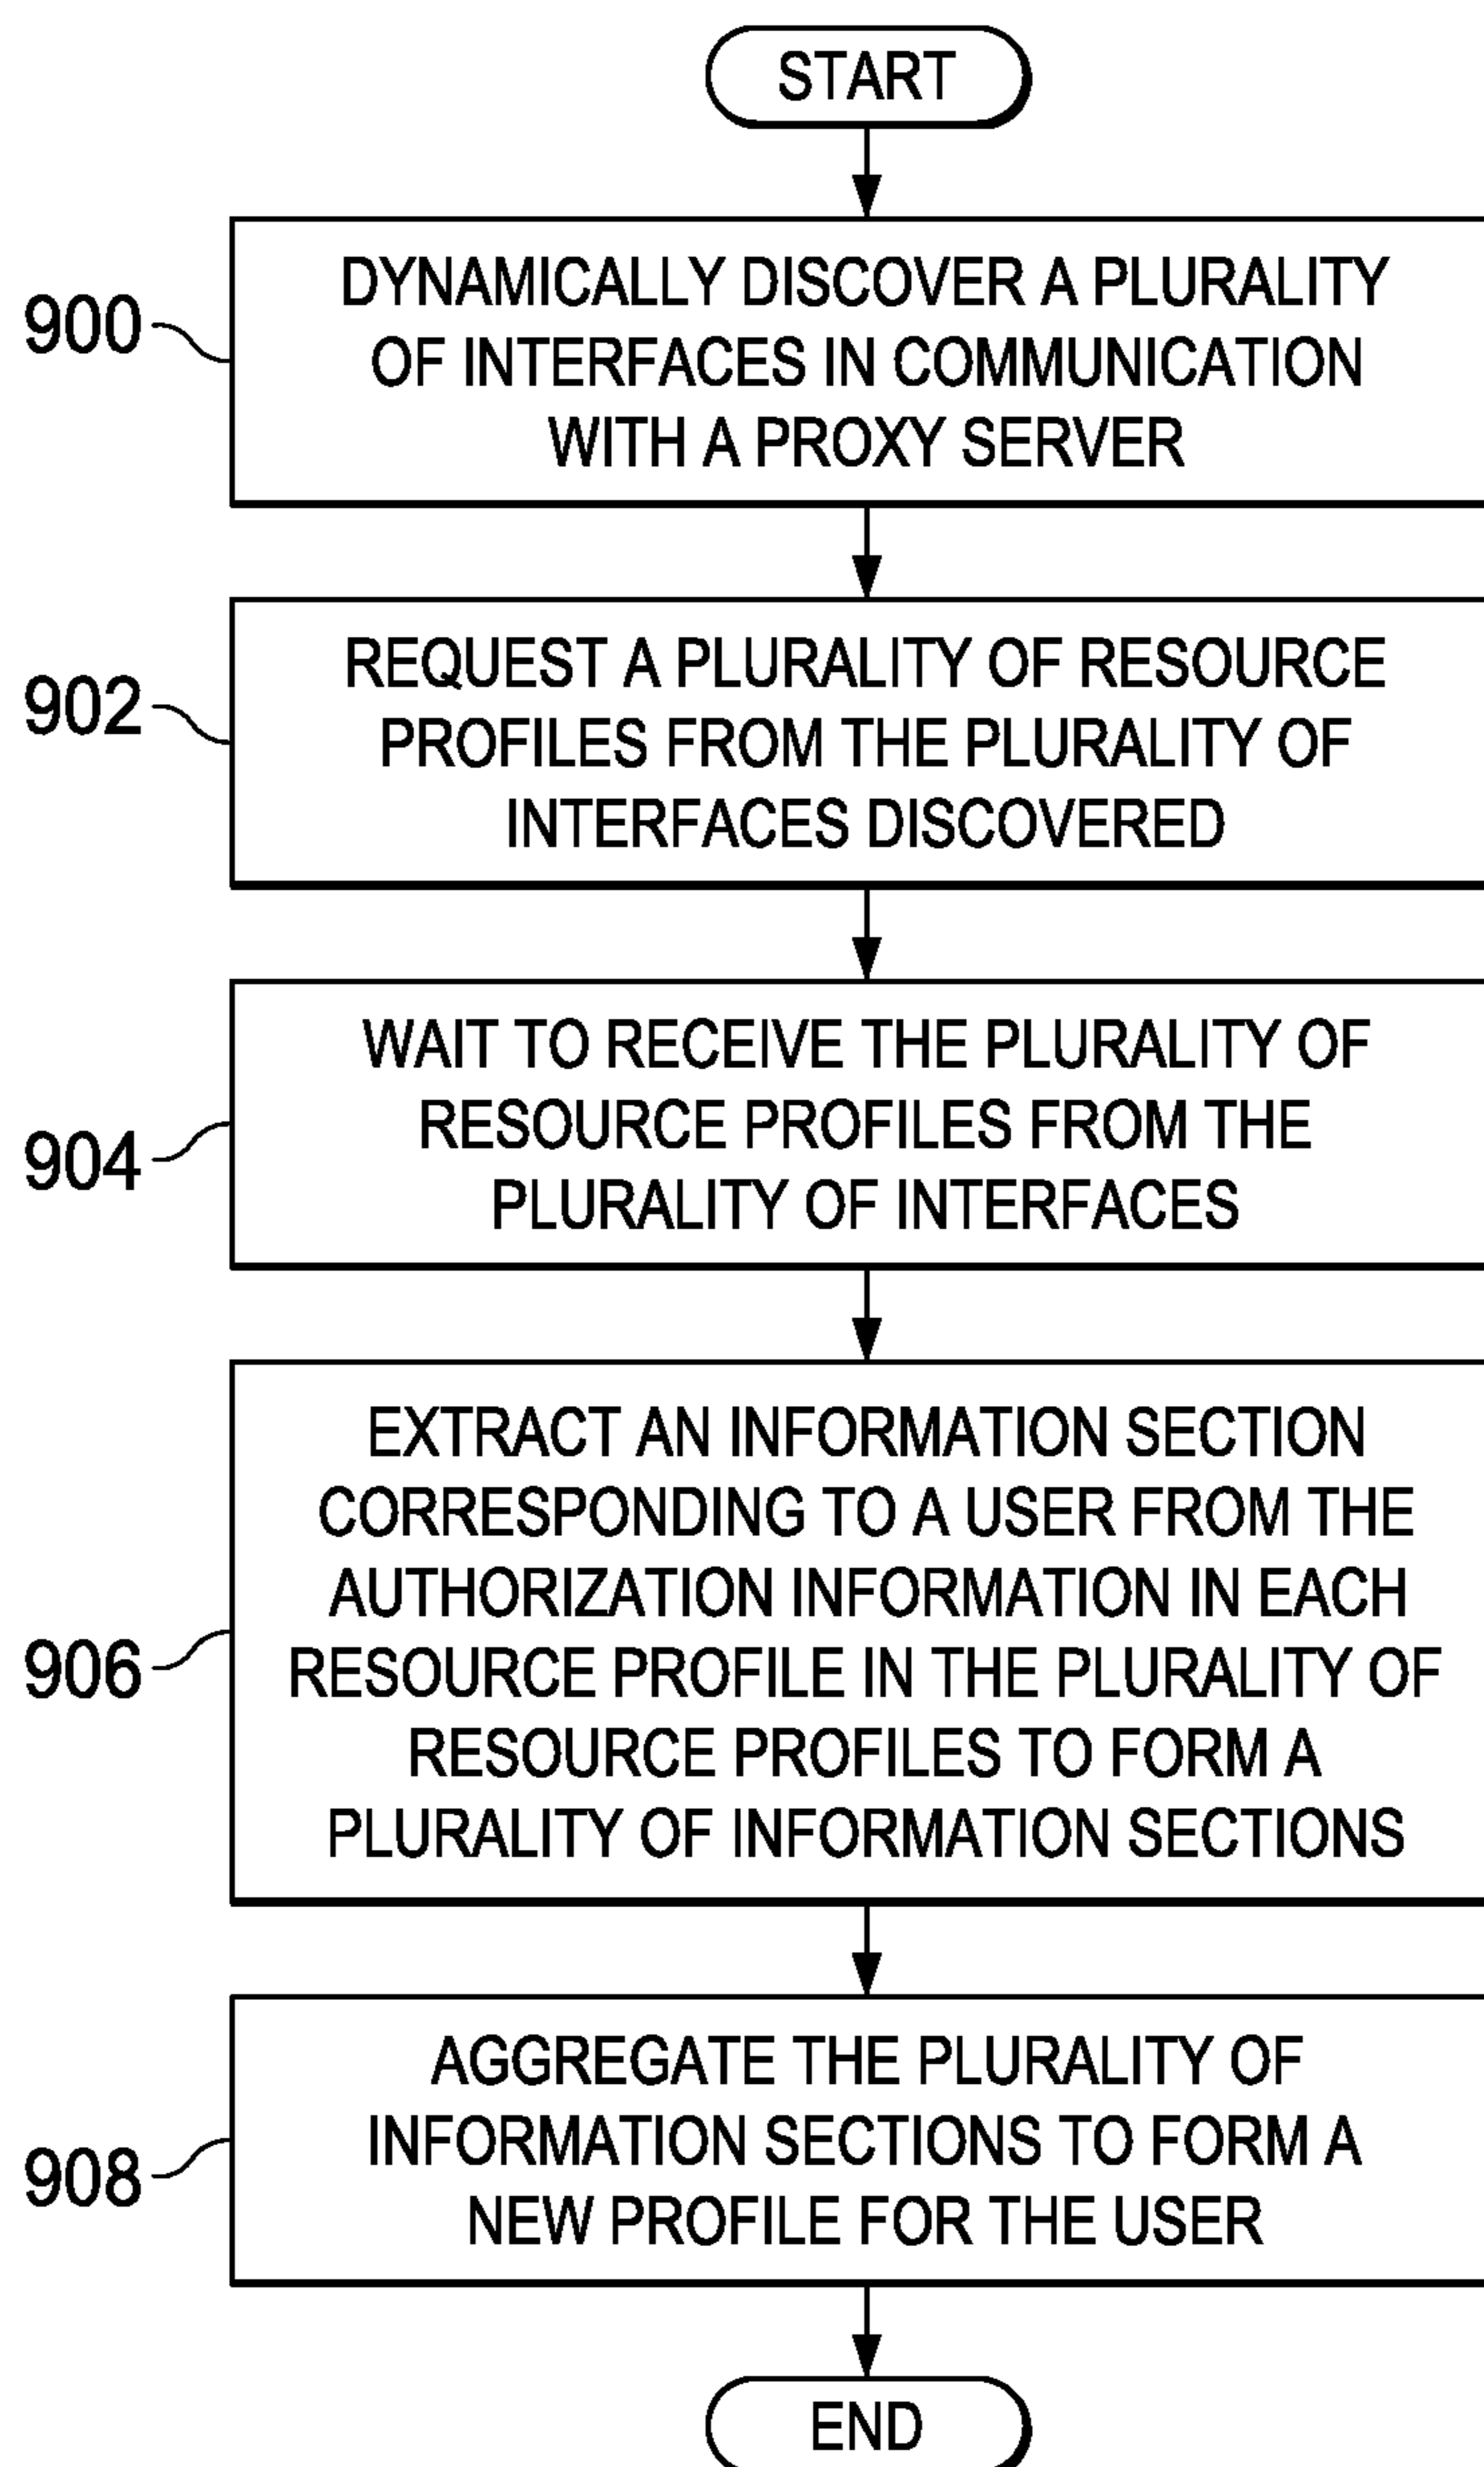 START
900
DYNAMICALLY DISCOVER A PLURALITY
OF INTERFACES IN COMMUNICATION
WITH A PROXY SERVER
902
REQUEST A PLURALITY OF RESOURCE
PROFILES FROM THE PLURALITY OF
INTERFACES DISCOVERED
904
WAIT TO RECEIVE THE PLURALITY OF
RESOURCE PROFILES FROM THE
PLURALITY OF INTERFACES
906
EXTRACT AN INFORMATION SECTION
CORRESPONDING TO A USER FROM THE
AUTHORIZATION INFORMATION IN EACH
RESOURCE PROFILE IN THE PLURALITY OF
RESOURCE PROFILES TO FORM A
PLURALITY OF INFORMATION SECTIONS
908
AGGREGATE THE PLURALITY OF
INFORMATION SECTIONS TO FORM A
NEW PROFILE FOR THE USER
END